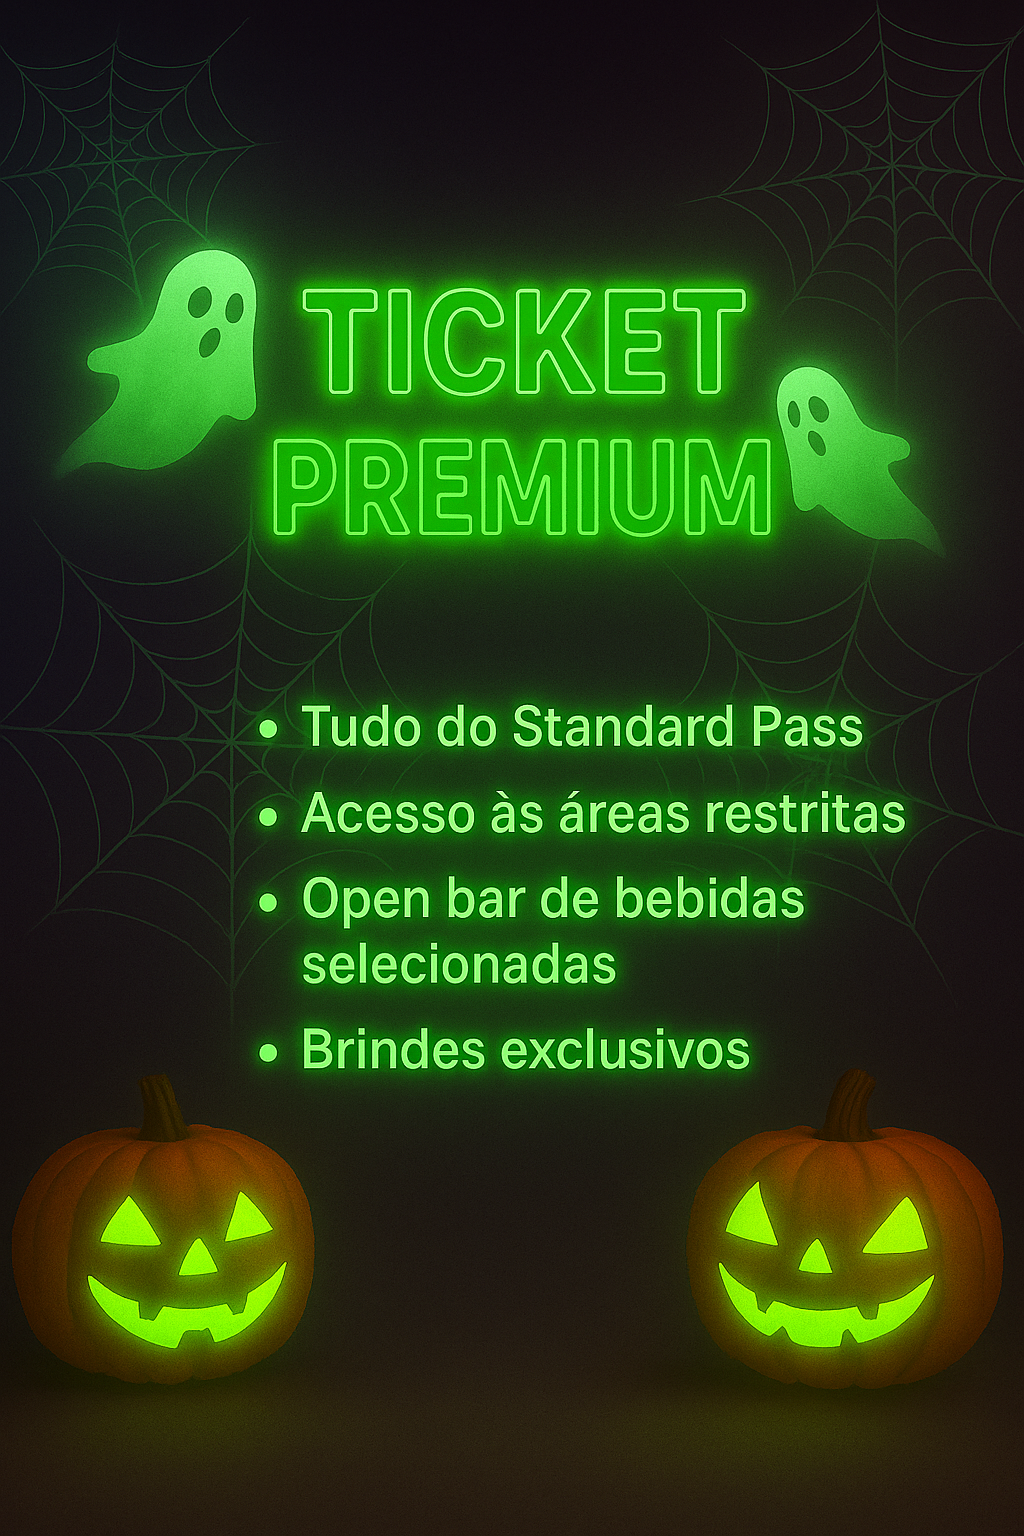 TICKET
PREMIUM
• Tudo do Standard Pass
• Acesso às áreas restritas
• Open bar de bebidas
selecionadas
• Brindes exclusivos